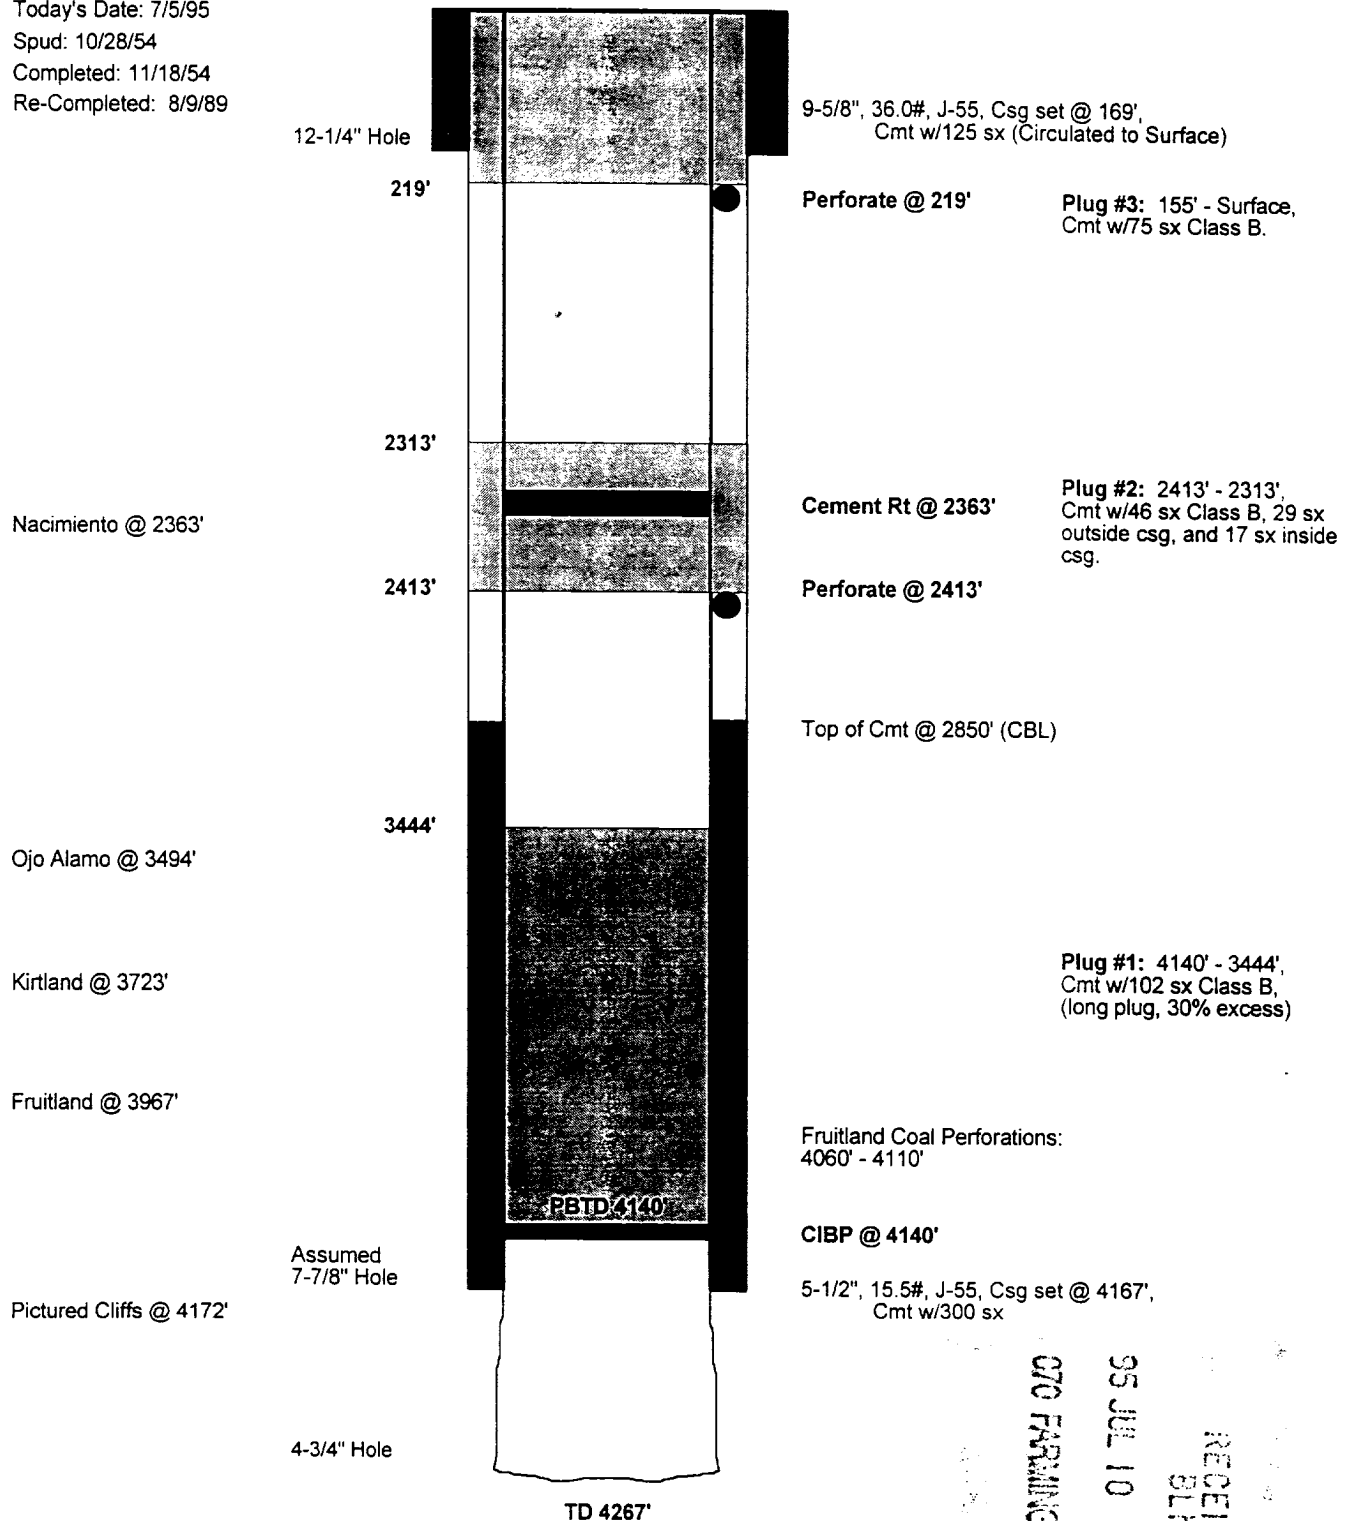 Today's Date: 7/5/95
Spud: 10/28/54
Completed: 11/18/54
Re-Completed: 8/9/89
12-1/4" Hole
9-5/8", 36.0#, J-55, Csg set @ 169',
Cmt w/125 sx (Circulated to Surface)
219'
Perforate @ 219'
Plug #3: 155' - Surface,
Cmt w/75 sx Class B.
2313'
Nacimiento @ 2363'
Cement Rt @ 2363'
Plug #2: 2413' - 2313',
Cmt w/46 sx Class B, 29 sx
outside csg, and 17 sx inside
csg.
2413'
Perforate @ 2413'
Top of Cmt @ 2850' (CBL)
3444'
Ojo Alamo @ 3494'
Kirtland @ 3723'
Plug #1: 4140' - 3444',
Cmt w/102 sx Class B,
(long plug, 30% excess)
Fruitland @ 3967'
Fruitland Coal Perforations:
4060' - 4110'
PBTD 4140'
CIBP @ 4140'
Assumed
7-7/8" Hole
5-1/2", 15.5#, J-55, Csg set @ 4167',
Cmt w/300 sx
Pictured Cliffs @ 4172'
4-3/4" Hole
TD 4267'
95 JUL 10
070 FARMING